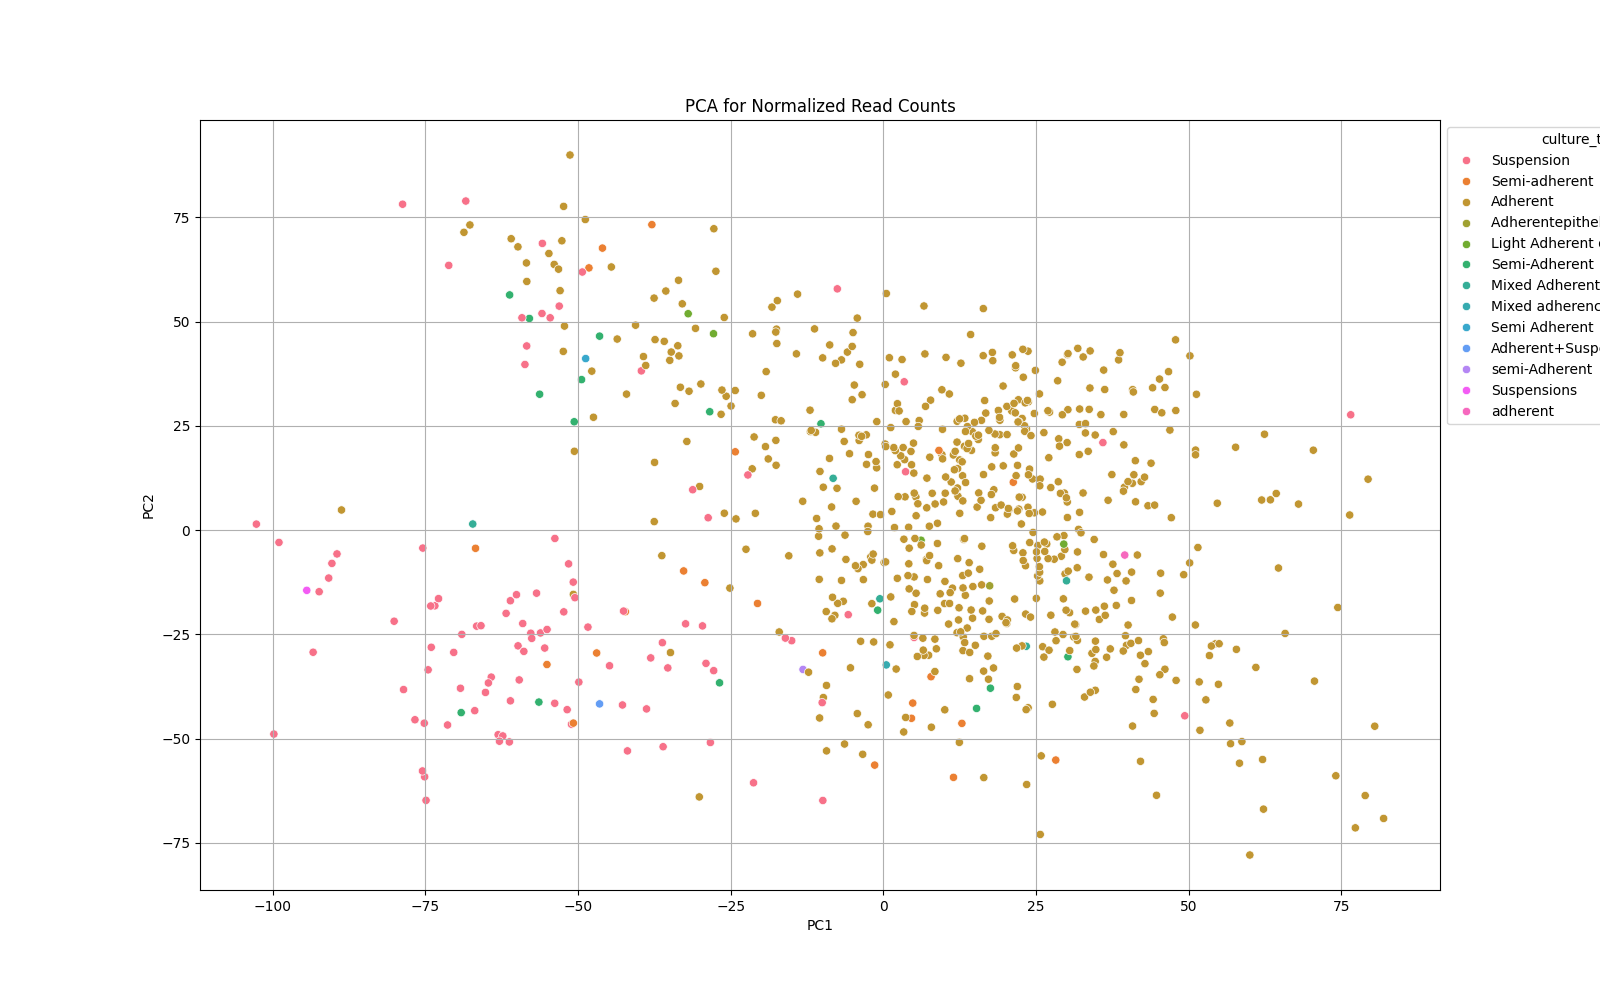 PCA for Normalized Read Counts
culture_t
Suspension
Semi-adherent
Adherent
Adherentepithel
Light Adherent
Semi-Adherent
Mixed Adherent
Mixed adherenc
Semi Adherent
Adherent+Susp
semi-Adherent
Suspensions
adherent
75
50
25
0
−25
−50
−75
PC2
−100
−75
−50
−25
0
25
50
75
PC1